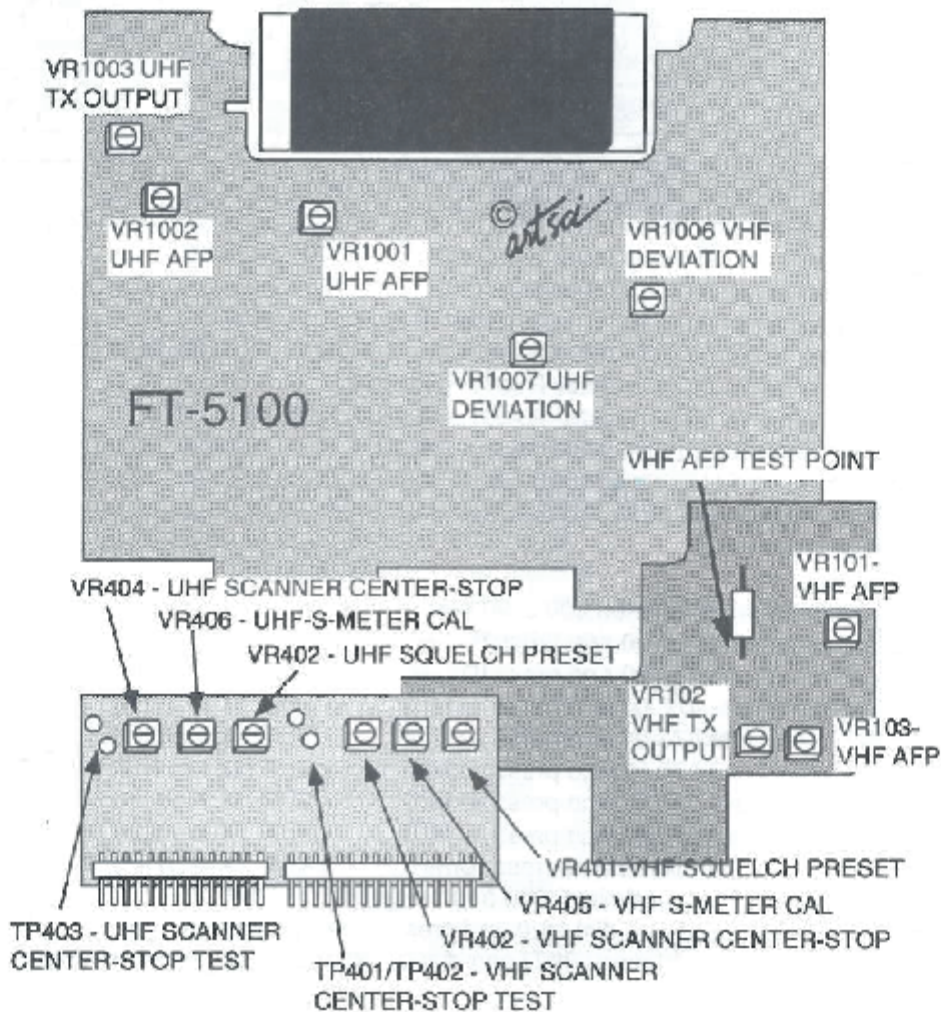 VR1003 UHF
TX OUTPUT
VR1002
UHF AFP
VR1001
UHF AFP
© artsci
VR1006 VHF
DEVIATION
VR1007 UHF
DEVIATION
FT-5100
VHF AFP TEST POINT
VR101-
VHF AFP
VR404 - UHF SCANNER CENTER-STOP
VR406 - UHF-S-METER CAL
VR402 - UHF SQUELCH PRESET
VR102
VHF TX
OUTPUT
VR103-
VHF AFP
VR401-VHF SQUELCH PRESET
VR405 - VHF S-METER CAL
VR402 - VHF SCANNER CENTER-STOP
TP403 - UHF SCANNER
CENTER-STOP TEST
TP401/TP402 - VHF SCANNER
CENTER-STOP TEST